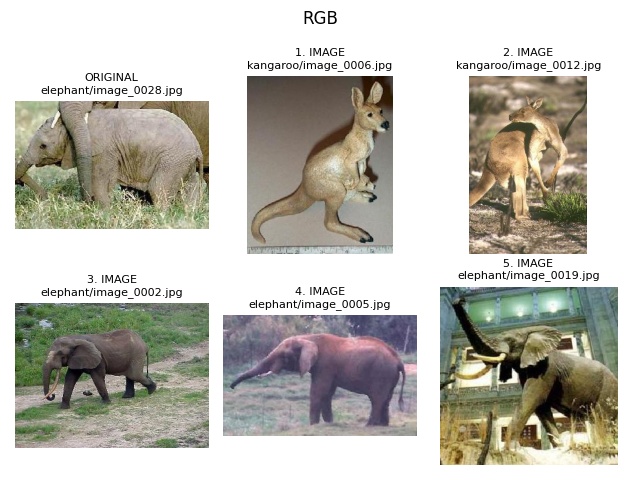 RGB
ORIGINAL
elephant/image_0028.jpg
1. IMAGE
kangaroo/image_0006.jpg
2. IMAGE
kangaroo/image_0012.jpg
3. IMAGE
elephant/image_0002.jpg
4. IMAGE
elephant/image_0005.jpg
5. IMAGE
elephant/image_0019.jpg